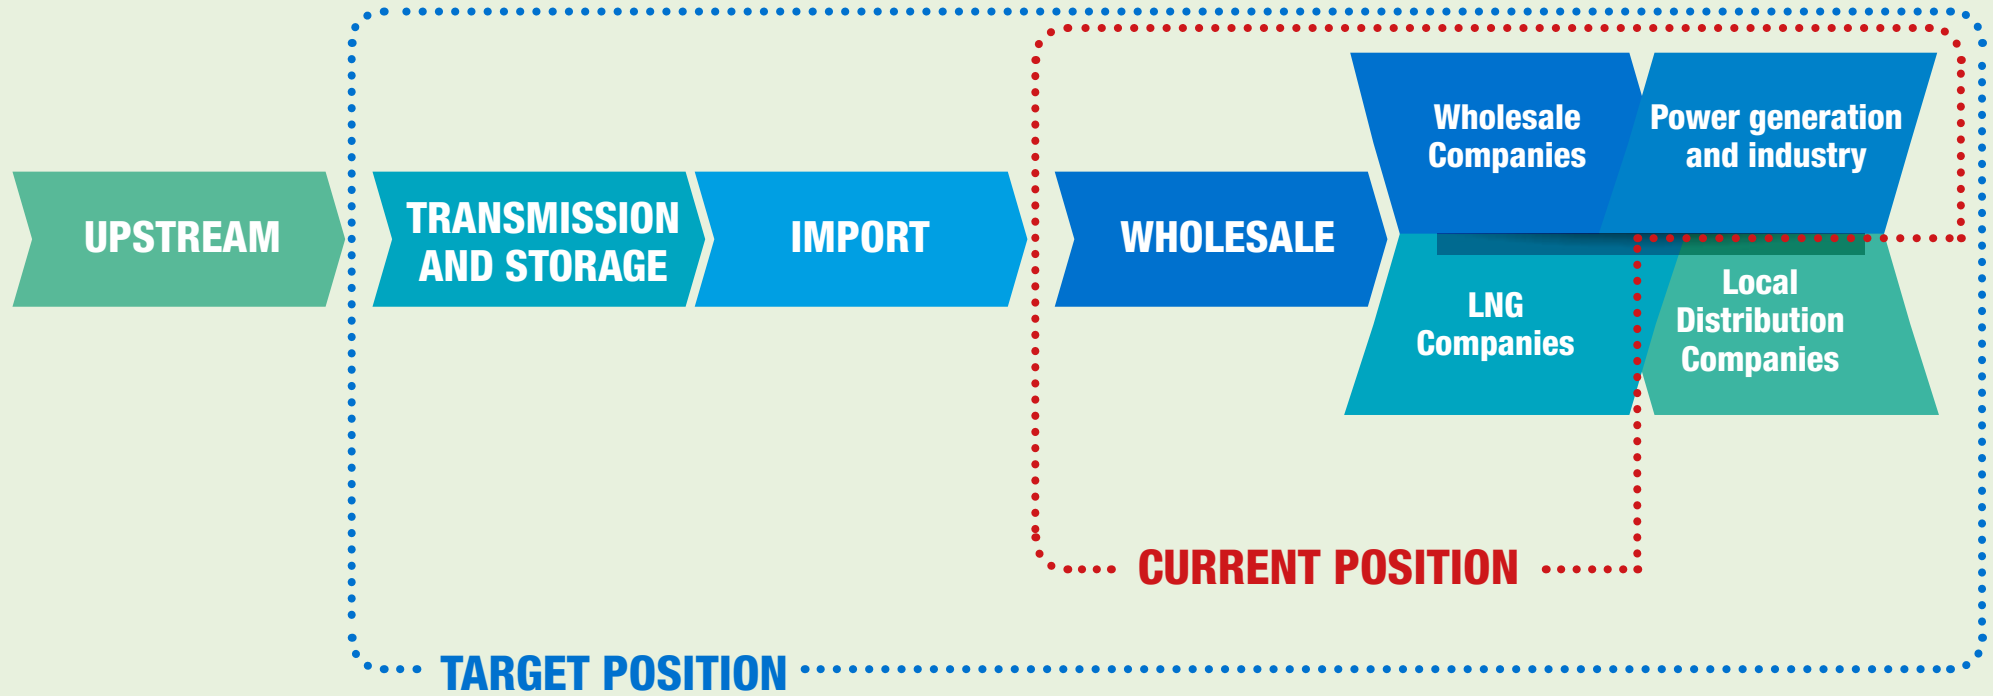 UPSTREAM
TRANSMISSION
AND STORAGE
IMPORT
WHOLESALE
Wholesale
Companies
Power generation
and industry
LNG
Companies
Local
Distribution
Companies
CURRENT POSITION
TARGET POSITION